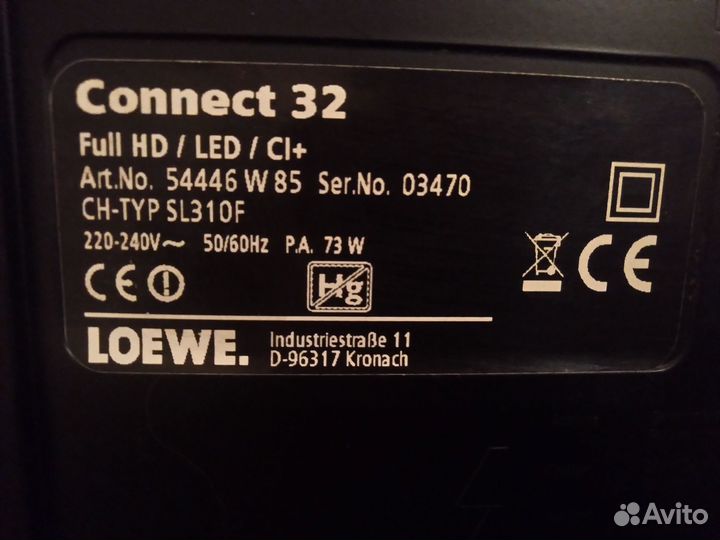 Connect 32
Full HD / LED / CI+
Art.No. 54446 W 85 Ser.No. 03470
CH-TYP SL310F
220-240V~ 50/60Hz P.A. 73 W
CE
Hg
CE
LOEWE.
Industriestraße 11
D-96317 Kronach
Avito